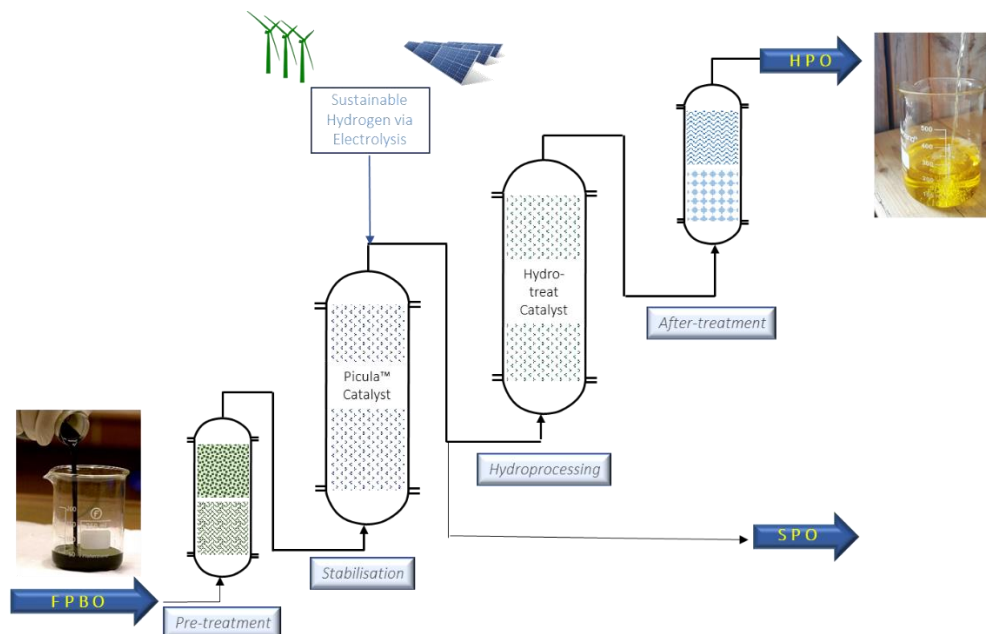 HPO
Sustainable
Hydrogen via
Electrolysis
Hydro-
treat
Catalyst
After-treatment
Picula™
Catalyst
Hydroprocessing
SPO
Stabilisation
FPBO
Pre-treatment